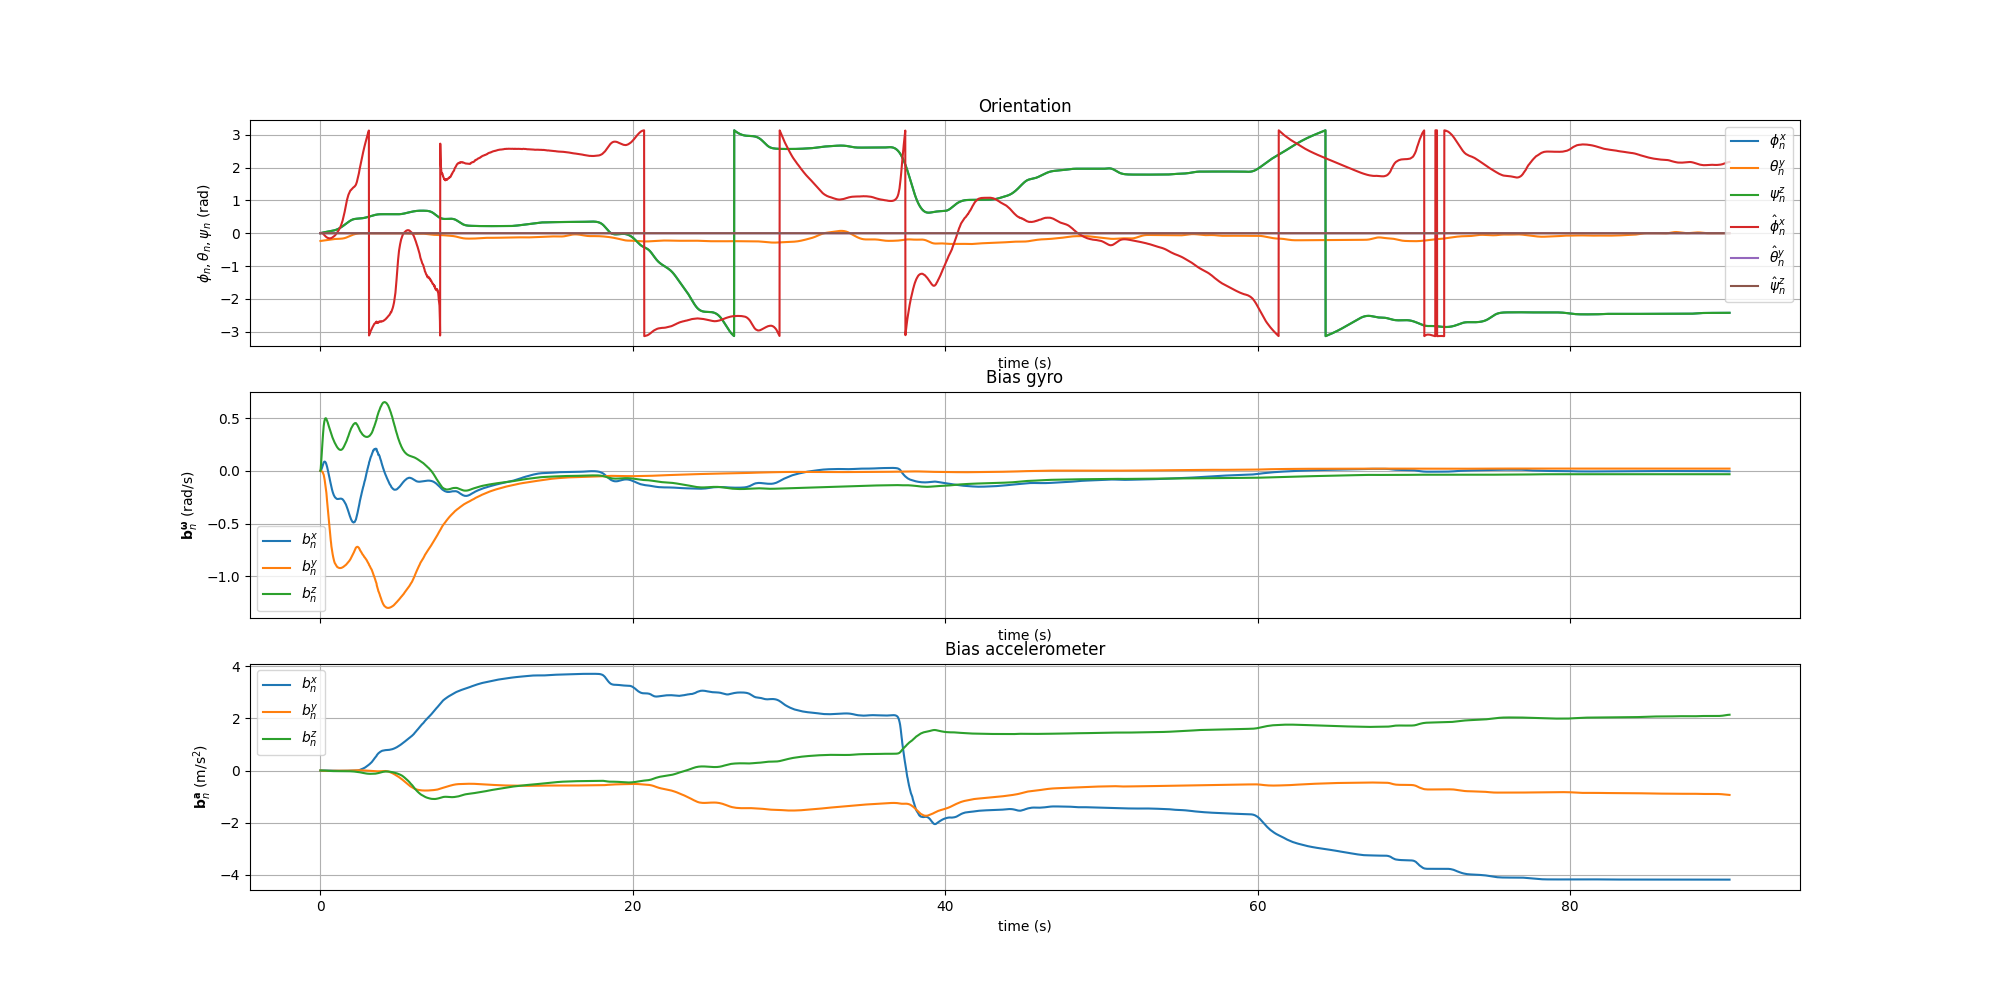 Orientation
3
2
1
0
−1
−2
−3
ϕₙ, θₙ, ψₙ (rad)
ϕₙˣ
θₙʸ
ψₙᶻ
ϕ̂ₙˣ
θ̂ₙʸ
ψ̂ₙᶻ
time (s)
Bias gyro
0.5
0.0
−0.5
−1.0
bₙ^ω (rad/s)
bₙˣ
bₙʸ
bₙᶻ
time (s)
Bias accelerometer
4
2
0
−2
−4
bₙᵃ (m/s²)
bₙˣ
bₙʸ
bₙᶻ
0 20 40 60 80
time (s)